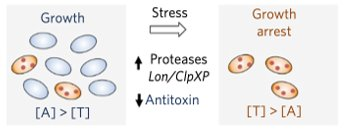 Growth
[A] > [T]
Stress
Proteases
Lon/ClpXP
Antitoxin
Growth
arrest
[T] > [A]